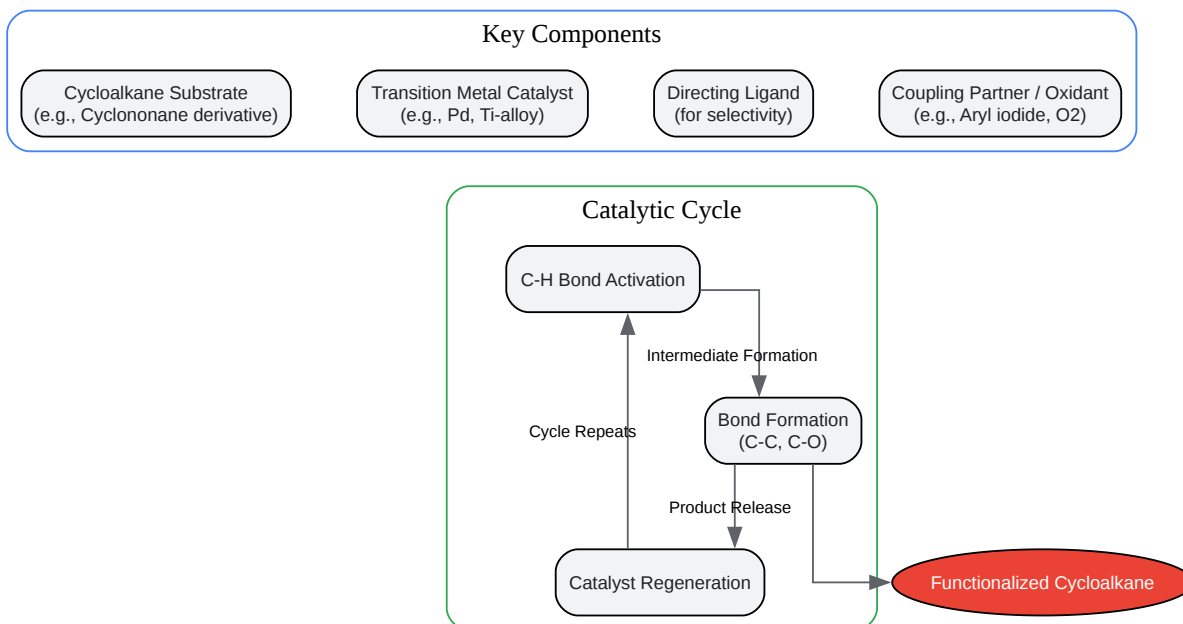 Key Components
Cycloalkane Substrate
(e.g., Cyclononane derivative)
Transition Metal Catalyst
(e.g., Pd, Ti-alloy)
Directing Ligand
(for selectivity)
Coupling Partner / Oxidant
(e.g., Aryl iodide, O2)
Catalytic Cycle
C-H Bond Activation
Intermediate Formation
Bond Formation
(C-C, C-O)
Cycle Repeats
Product Release
Catalyst Regeneration
Functionalized Cycloalkane